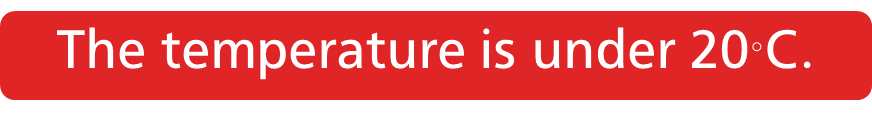 The temperature is under 20°C.